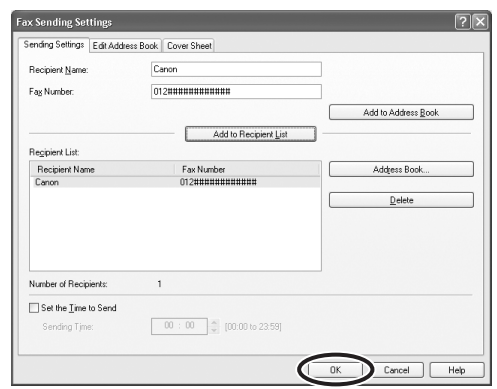 Fax Sending Settings
Sending Settings Edit Address Book Cover Sheet
Recipient Name: Canon
Fax Number: 012############
Add to Address Book
Add to Recipient List
Recipient List:
Recipient Name Fax Number
Canon 012############
Address Book...
Delete
Number of Recipients: 1
Set the Time to Send
Sending Time: 00 : 00 [00:00 to 23:59]
OK Cancel Help